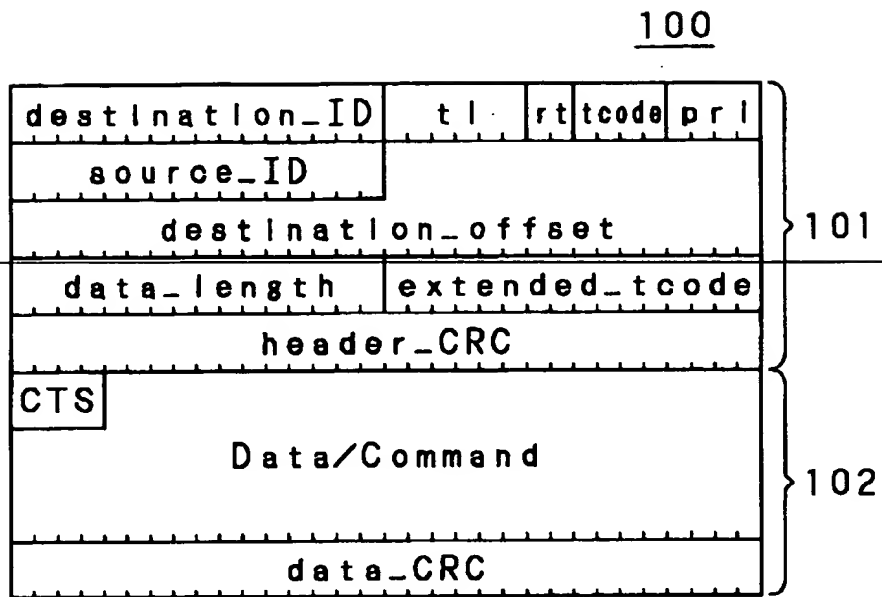 100
destination_ID tl rt tcode pri
source_ID
destination_offset
101
data_length extended_tcode
header_CRC
CTS
Data/Command
102
data_CRC